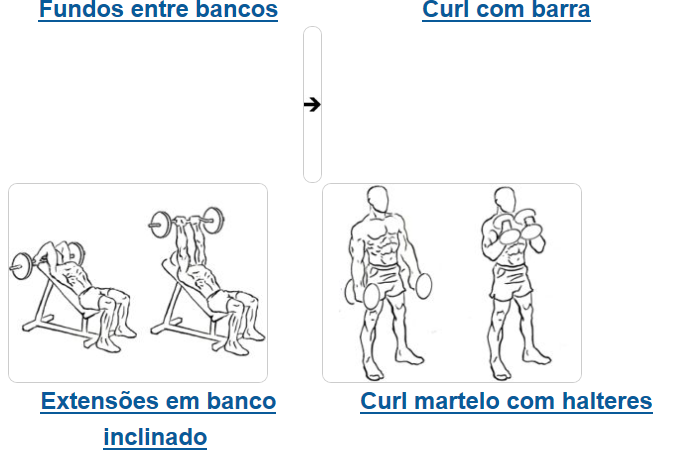 Fundos entre bancos
Curl com barra
➔
Extensões em banco
inclinado
Curl martelo com halteres